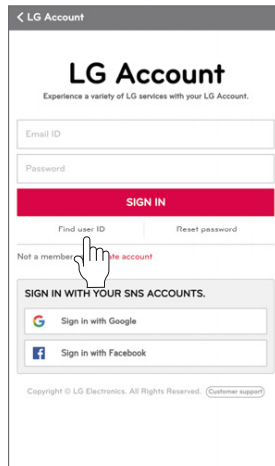 < LG Account
LG Account
Experience a variety of LG services with your LG Account.
Email ID
Password
SIGN IN
Find user ID
Reset password
Not a member account
SIGN IN WITH YOUR SNS ACCOUNTS.
G Sign in with Google
f Sign in with Facebook
Copyright © LG Electronics. All Rights Reserved. Customer support